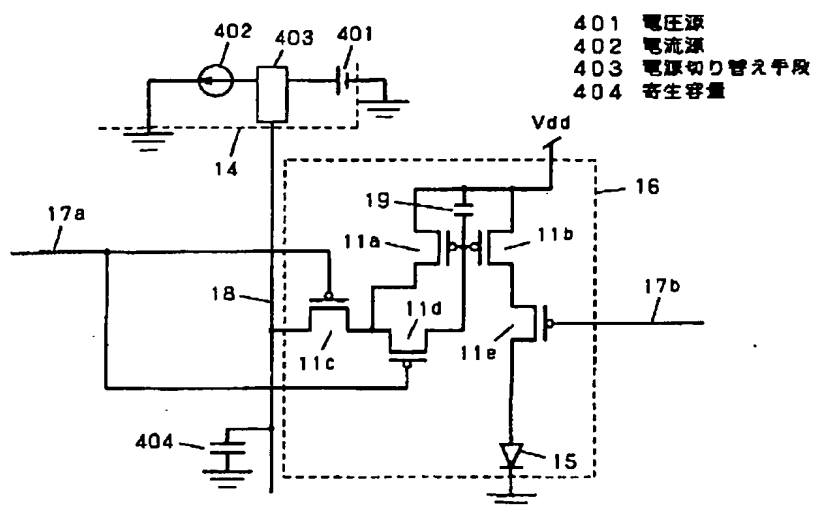 402
403
401
401 電圧源
402 電流源
403 電源切り替え手段
404 寄生容量
Vdd
14
16
17a
19
11a
11b
18
11d
17b
11c
11e
404
15